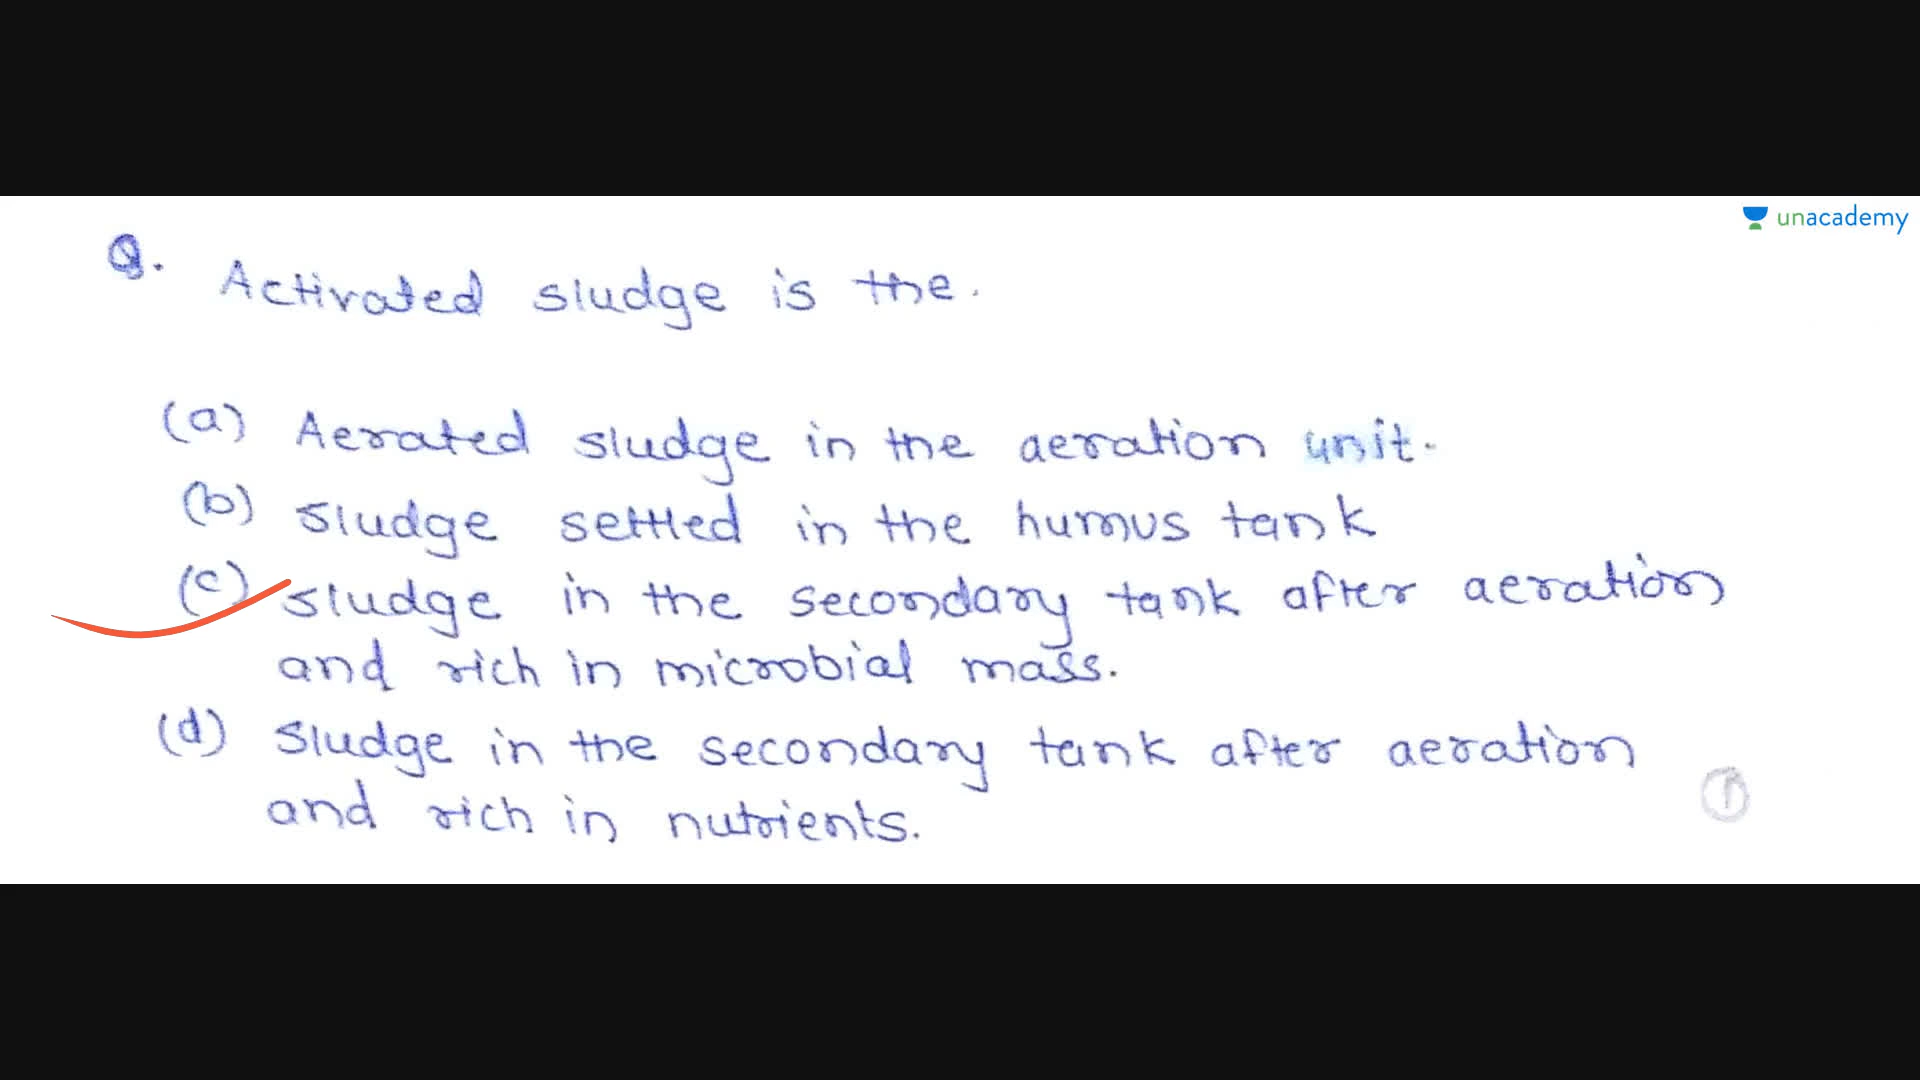 unacademy
Q. Activated sludge is the.
(a) Aerated sludge in the aeration unit.
(b) sludge settled in the humus tank
(c) sludge in the secondary tank after aeration
and rich in microbial mass.
(d) sludge in the secondary tank after aeration
and rich in nutrients.